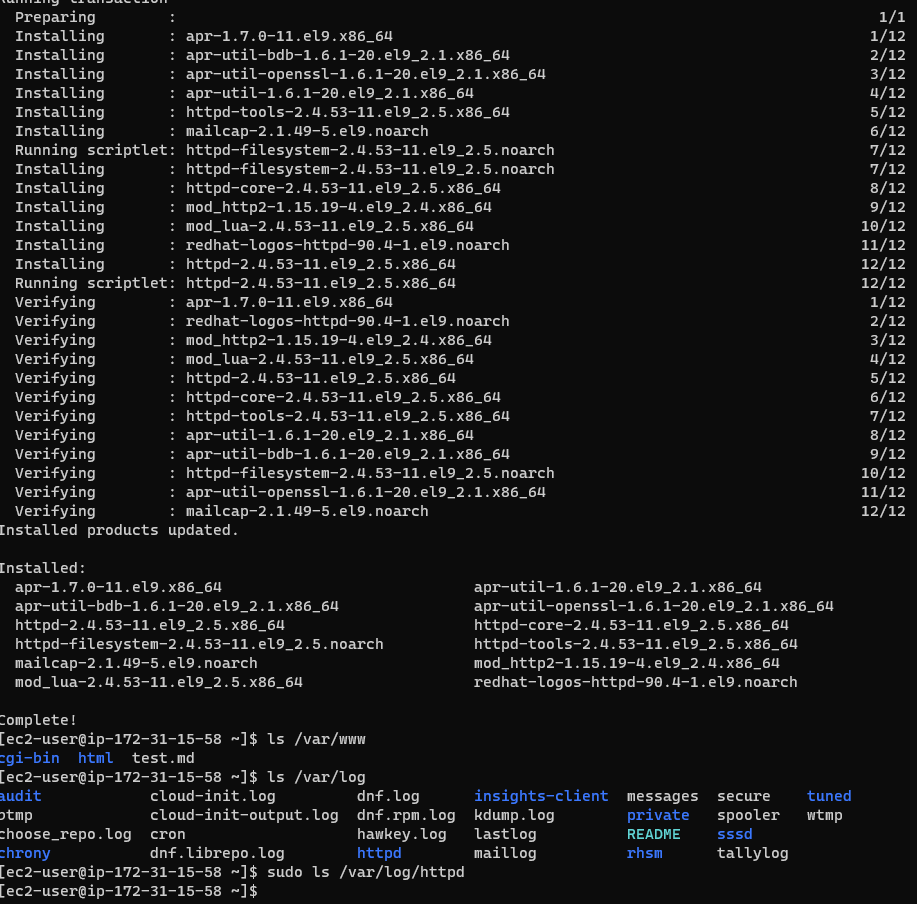 Running transaction
  Preparing        :                                                                              1/1
  Installing       : apr-1.7.0-11.el9.x86_64                                                     1/12
  Installing       : apr-util-bdb-1.6.1-20.el9_2.1.x86_64                                        2/12
  Installing       : apr-util-openssl-1.6.1-20.el9_2.1.x86_64                                    3/12
  Installing       : apr-util-1.6.1-20.el9_2.1.x86_64                                            4/12
  Installing       : httpd-tools-2.4.53-11.el9_2.5.x86_64                                        5/12
  Installing       : mailcap-2.1.49-5.el9.noarch                                                 6/12
  Running scriptlet: httpd-filesystem-2.4.53-11.el9_2.5.noarch                                   7/12
  Installing       : httpd-filesystem-2.4.53-11.el9_2.5.noarch                                   7/12
  Installing       : httpd-core-2.4.53-11.el9_2.5.x86_64                                         8/12
  Installing       : mod_http2-1.15.19-4.el9_2.4.x86_64                                          9/12
  Installing       : mod_lua-2.4.53-11.el9_2.5.x86_64                                           10/12
  Installing       : redhat-logos-httpd-90.4-1.el9.noarch                                       11/12
  Installing       : httpd-2.4.53-11.el9_2.5.x86_64                                             12/12
  Running scriptlet: httpd-2.4.53-11.el9_2.5.x86_64                                             12/12
  Verifying        : apr-1.7.0-11.el9.x86_64                                                     1/12
  Verifying        : redhat-logos-httpd-90.4-1.el9.noarch                                        2/12
  Verifying        : mod_http2-1.15.19-4.el9_2.4.x86_64                                          3/12
  Verifying        : mod_lua-2.4.53-11.el9_2.5.x86_64                                            4/12
  Verifying        : httpd-2.4.53-11.el9_2.5.x86_64                                              5/12
  Verifying        : httpd-core-2.4.53-11.el9_2.5.x86_64                                         6/12
  Verifying        : httpd-tools-2.4.53-11.el9_2.5.x86_64                                        7/12
  Verifying        : apr-util-1.6.1-20.el9_2.1.x86_64                                            8/12
  Verifying        : apr-util-bdb-1.6.1-20.el9_2.1.x86_64                                        9/12
  Verifying        : httpd-filesystem-2.4.53-11.el9_2.5.noarch                                  10/12
  Verifying        : apr-util-openssl-1.6.1-20.el9_2.1.x86_64                                   11/12
  Verifying        : mailcap-2.1.49-5.el9.noarch                                                12/12
Installed products updated.

Installed:
  apr-1.7.0-11.el9.x86_64                            apr-util-1.6.1-20.el9_2.1.x86_64
  apr-util-bdb-1.6.1-20.el9_2.1.x86_64               apr-util-openssl-1.6.1-20.el9_2.1.x86_64
  httpd-2.4.53-11.el9_2.5.x86_64                     httpd-core-2.4.53-11.el9_2.5.x86_64
  httpd-filesystem-2.4.53-11.el9_2.5.noarch          httpd-tools-2.4.53-11.el9_2.5.x86_64
  mailcap-2.1.49-5.el9.noarch                        mod_http2-1.15.19-4.el9_2.4.x86_64
  mod_lua-2.4.53-11.el9_2.5.x86_64                   redhat-logos-httpd-90.4-1.el9.noarch

Complete!
[ec2-user@ip-172-31-15-58 ~]$ ls /var/www
cgi-bin  html  test.md
[ec2-user@ip-172-31-15-58 ~]$ ls /var/log
audit            cloud-init.log         dnf.log      insights-client  messages  secure    tuned
btmp             cloud-init-output.log  dnf.rpm.log  kdump.log        private   spooler   wtmp
choose_repo.log  cron                   hawkey.log   lastlog          README    sssd
chrony           dnf.librepo.log        httpd        maillog          rhsm      tallylog
[ec2-user@ip-172-31-15-58 ~]$ sudo ls /var/log/httpd
[ec2-user@ip-172-31-15-58 ~]$